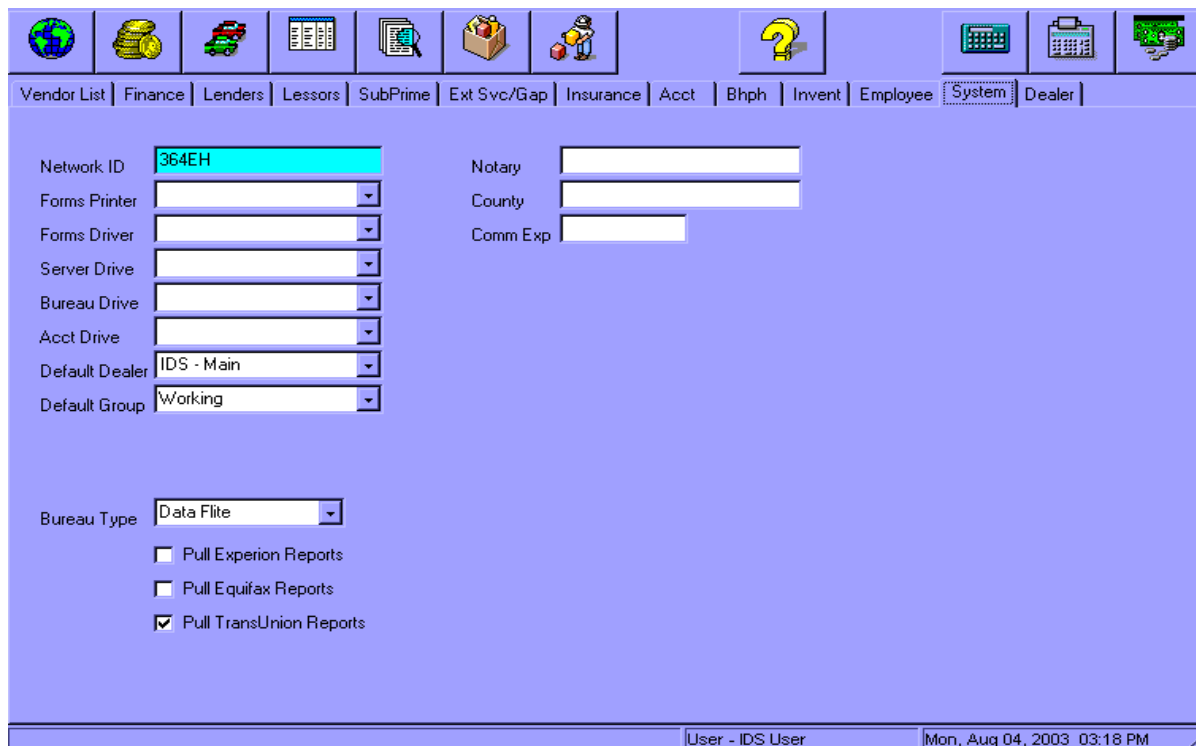 Vendor List Finance Lenders Lessors SubPrime Ext Svc/Gap Insurance Acct Bhph Invent Employee System Dealer
Network ID 364EH Notary
Forms Printer County
Forms Driver Comm Exp
Server Drive
Bureau Drive
Acct Drive
Default Dealer IDS - Main
Default Group Working
Bureau Type Data Flite
Pull Experion Reports
Pull Equifax Reports
Pull TransUnion Reports
User - IDS User Mon, Aug 04, 2003 03:18 PM